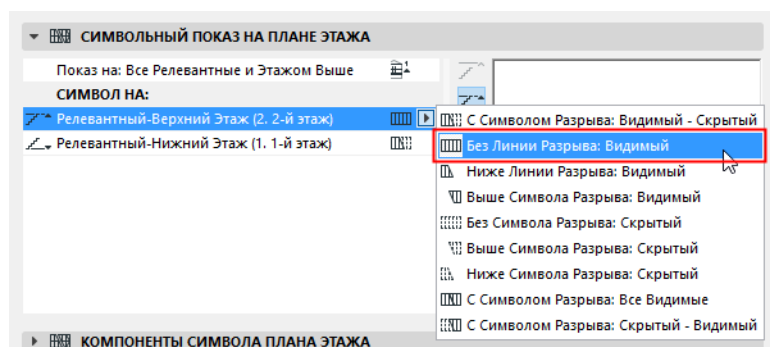 СИМВОЛЬНЫЙ ПОКАЗ НА ПЛАНЕ ЭТАЖА
Показ на: Все Релевантные и Этажом Выше
СИМВОЛ НА:
Релевантный-Верхний Этаж (2. 2-й этаж)
Релевантный-Нижний Этаж (1. 1-й этаж)
С Символом Разрыва: Видимый - Скрытый
Без Линии Разрыва: Видимый
Ниже Линии Разрыва: Видимый
Выше Символа Разрыва: Видимый
Без Символа Разрыва: Скрытый
Выше Символа Разрыва: Скрытый
Ниже Символа Разрыва: Скрытый
С Символом Разрыва: Все Видимые
С Символом Разрыва: Скрытый - Видимый
КОМПОНЕНТЫ СИМВОЛА ПЛАНА ЭТАЖА